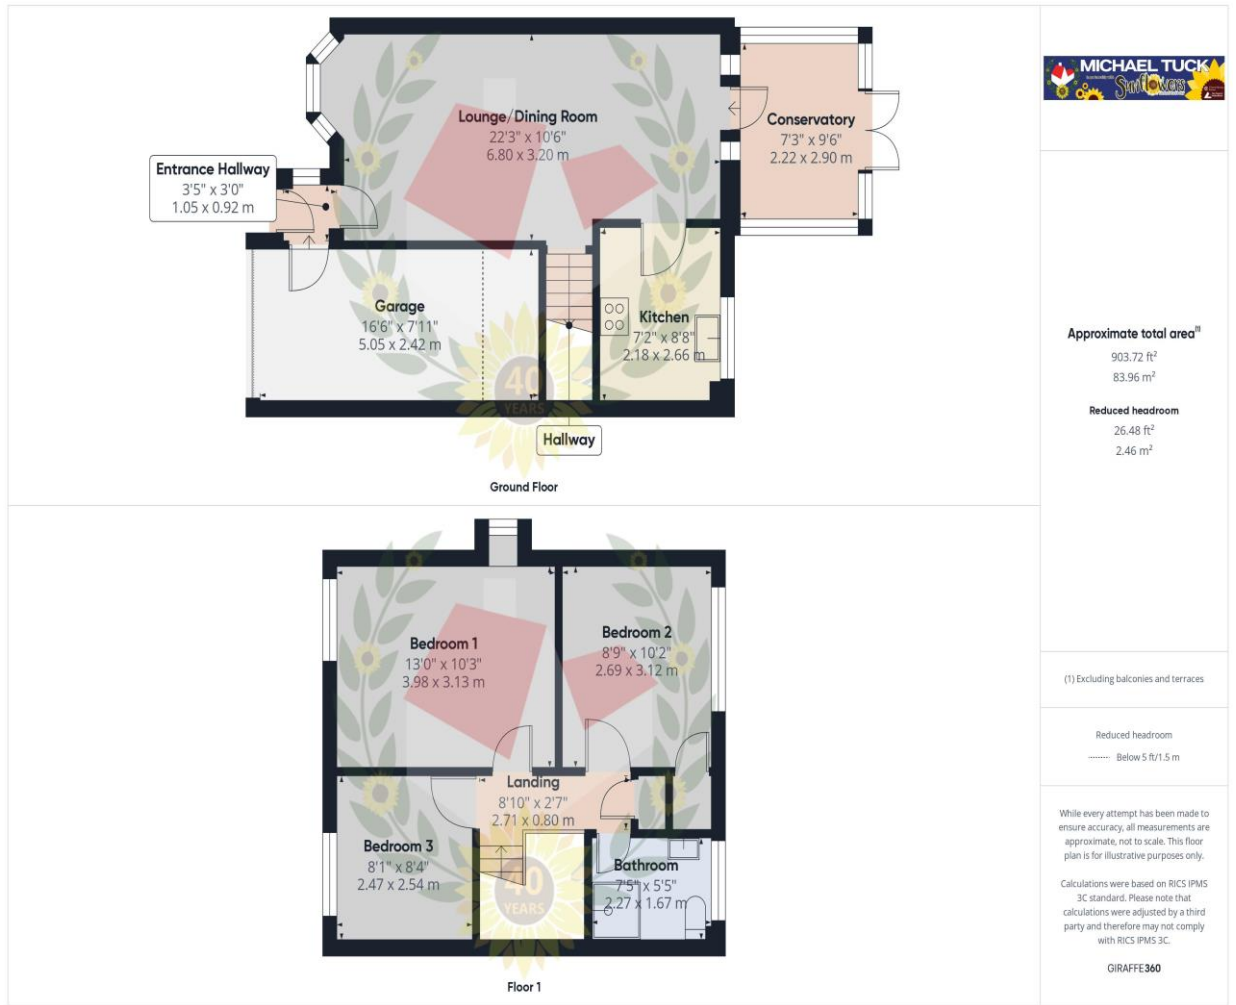 Lounge/Dining Room
22'3" x 10'6"
6.80 x 3.20 m
Conservatory
7'3" x 9'6"
2.22 x 2.90 m
Entrance Hallway
3'5" x 3'0"
1.05 x 0.92 m
Garage
16'6" x 7'11"
5.05 x 2.42 m
Kitchen
7'2" x 8'8"
2.18 x 2.66 m
40
YEARS
Hallway
Ground Floor
Bedroom 1
13'0" x 10'3"
3.98 x 3.13 m
Bedroom 2
8'9" x 10'2"
2.69 x 3.12 m
Landing
8'10" x 2'7"
2.71 x 0.80 m
Bedroom 3
8'1" x 8'4"
2.47 x 2.54 m
Bathroom
7'5" x 5'5"
2.27 x 1.67 m
40
YEARS
Floor 1
MICHAEL TUCK
Sunflowers
Approximate total area(1)
903.72 ft²
83.96 m²
Reduced headroom
26.48 ft²
2.46 m²
(1) Excluding balconies and terraces
Reduced headroom
Below 5 ft/1.5 m
While every attempt has been made to
ensure accuracy, all measurements are
approximate, not to scale. This floor
plan is for illustrative purposes only.
Calculations were based on RICS IPMS
3C standard. Please note that
calculations were adjusted by a third
party and therefore may not comply
with RICS IPMS 3C.
GIRAFFE360